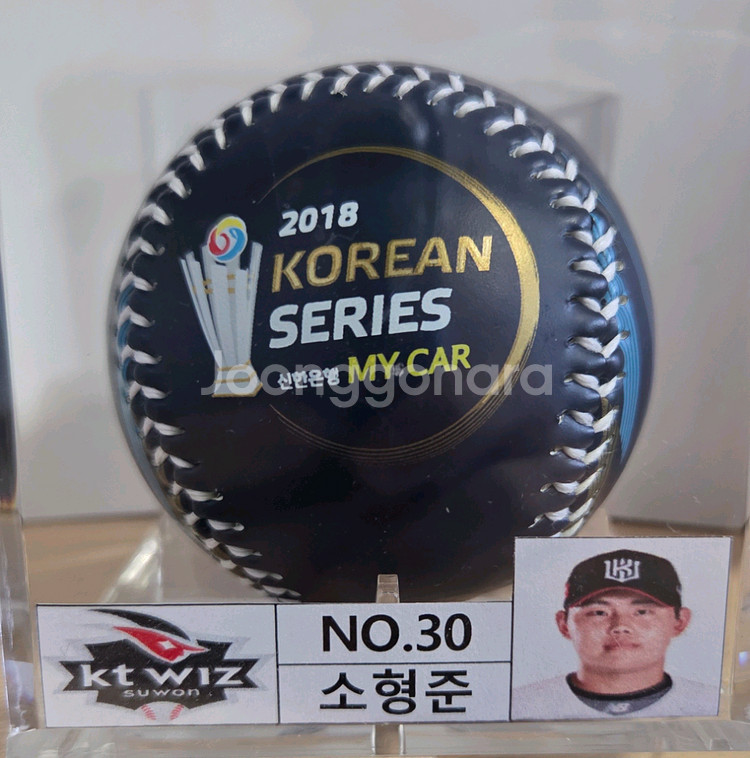 2018
KOREAN
SERIES
신한은행 MY CAR
Joonggonara
kt wiz
suwon
NO.30
소형준